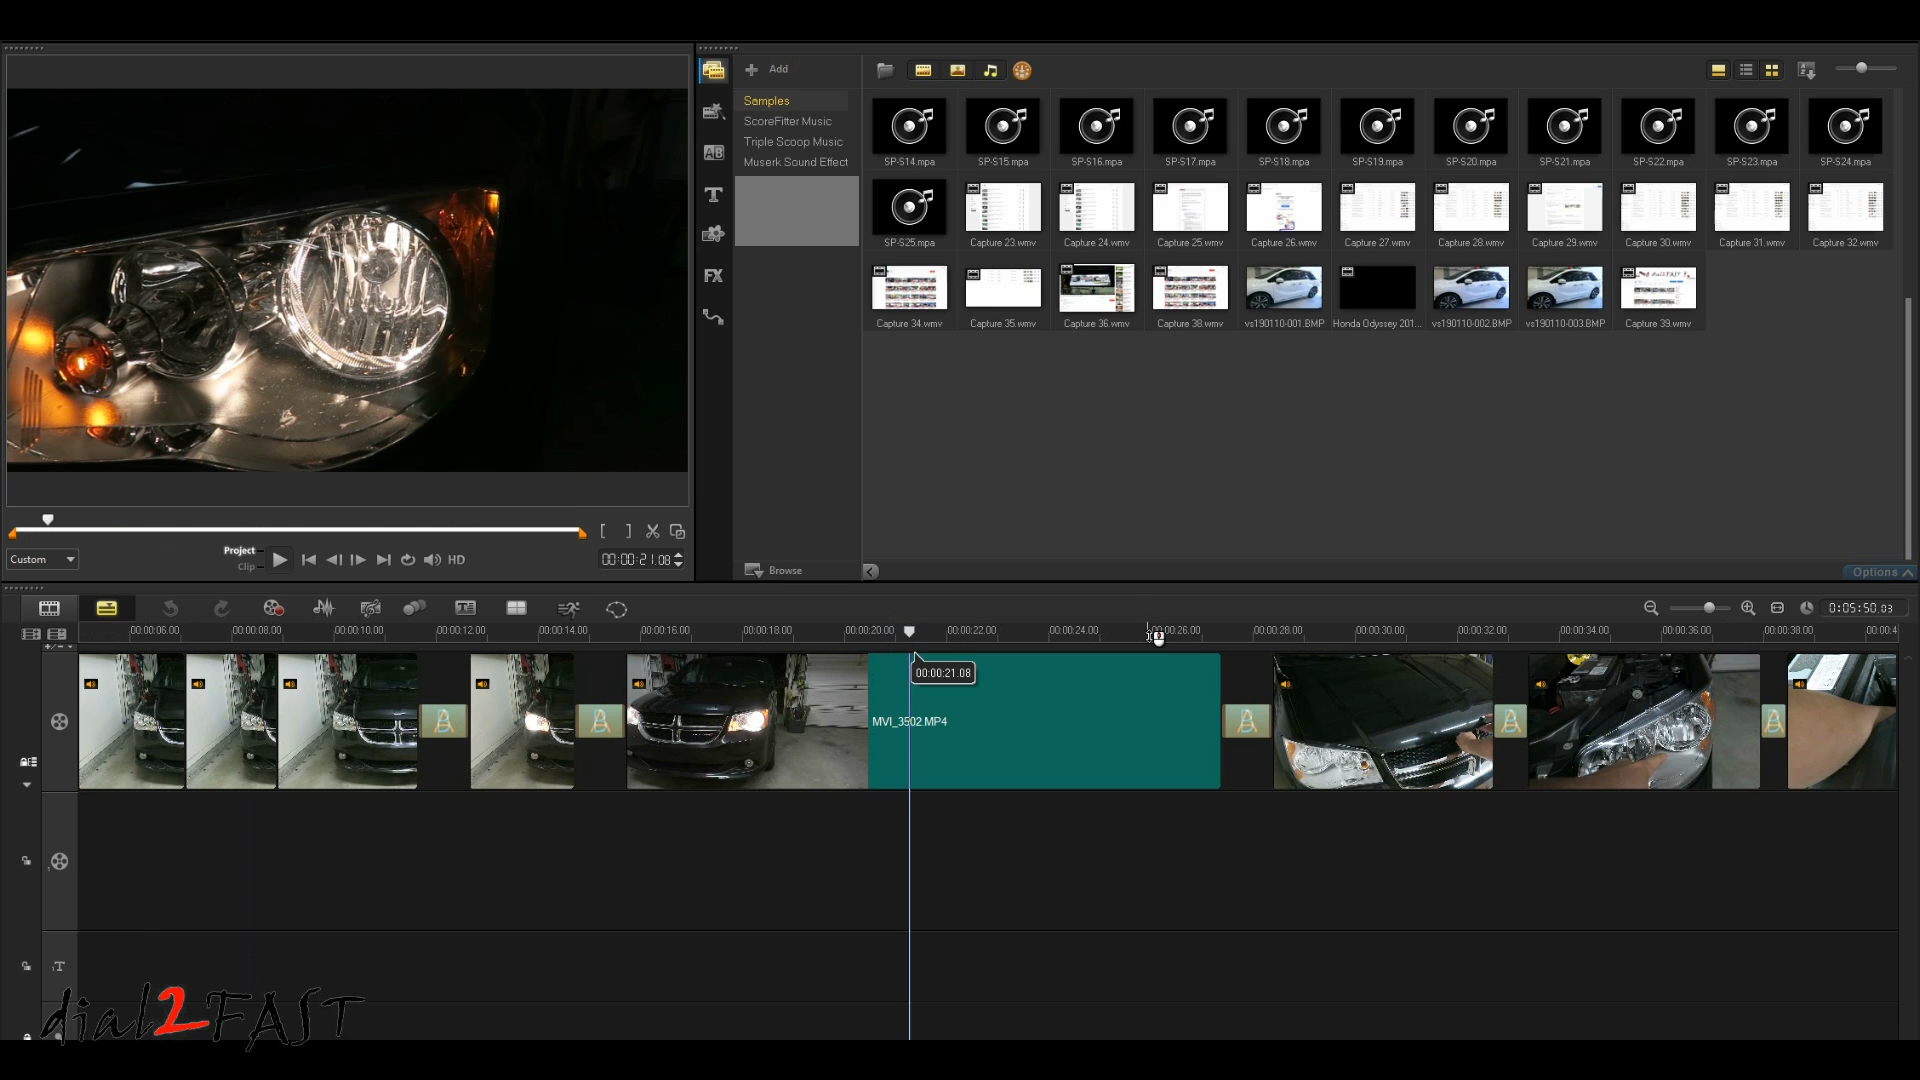 Add
Samples
ScoreFitter Music
Triple Scoop Music
Muserk Sound Effect
SP-S14.mpa SP-S15.mpa SP-S16.mpa SP-S17.mpa SP-S18.mpa SP-S19.mpa SP-S20.mpa SP-S21.mpa SP-S22.mpa SP-S23.mpa SP-S24.mpa
SP-S25.mpa Capture 23.wmv Capture 24.wmv Capture 25.wmv Capture 26.wmv Capture 27.wmv Capture 28.wmv Capture 29.wmv Capture 30.wmv Capture 31.wmv Capture 32.wmv
Capture 34.wmv Capture 35.wmv Capture 36.wmv Capture 38.wmv vs190110-001.BMP Honda Odyssey 201... vs190110-002.BMP vs190110-003.BMP Capture 39.wmv
AB
T
FX
Custom
Project
Clip
HD
00:00:21.08
Browse
Options
0:05:50.03
00:00:06.00 00:00:08.00 00:00:10.00 00:00:12.00 00:00:14.00 00:00:16.00 00:00:18.00 00:00:20.00 00:00:22.00 00:00:24.00 00:00:26.00 00:00:28.00 00:00:30.00 00:00:32.00 00:00:34.00 00:00:36.00 00:00:38.00 00:00:4
00:00:21.08
MVI_3502.MP4
1T
dial2FAST